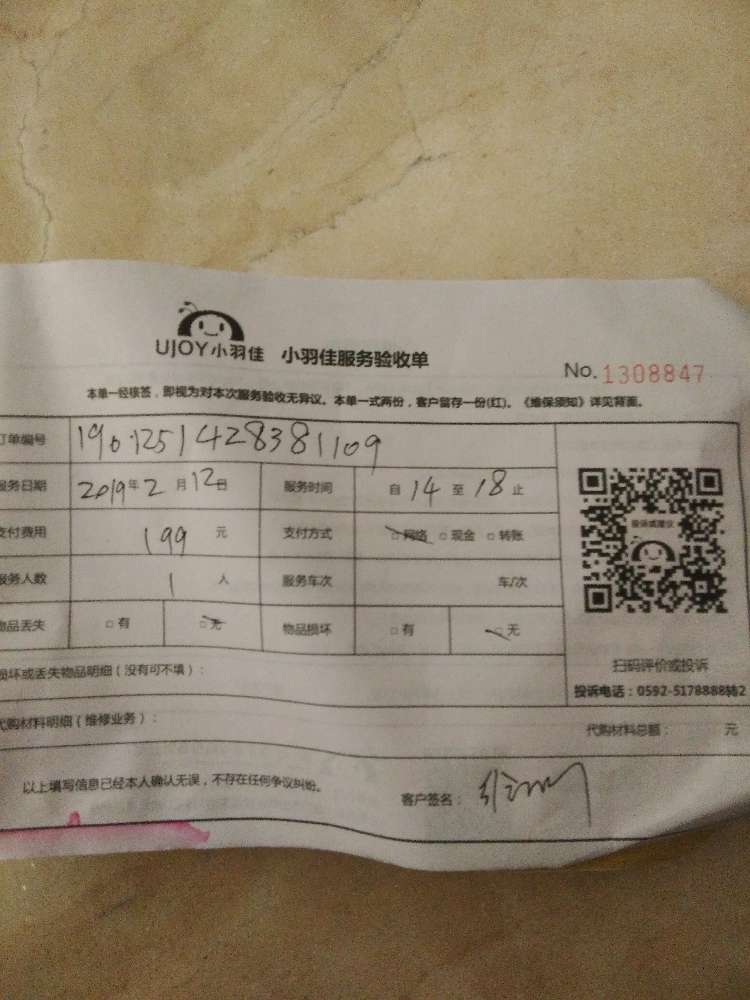 UJOY小羽佳 小羽佳服务验收单
No. 1308847
本单一经核签，即视为对本次服务验收无异议。本单一式两份，客户留存一份(红)。《维保须知》详见背面。
订单编号 1901251428381109
服务日期 2019年2月12日 服务时间 自14至18止
支付费用 199元 支付方式 □网络 □现金 □转账
服务人数 1人 服务车次 车/次
物品丢失 □有 □无 物品损坏 □有 □无
扫码评价或投诉
损坏或丢失物品明细（没有可不填）：
投诉电话：0592-5178888转2
代购材料明细（维修业务）： 代购材料总额： 元
以上填写信息已经本人确认无误，不存在任何争议纠纷。
客户签名：